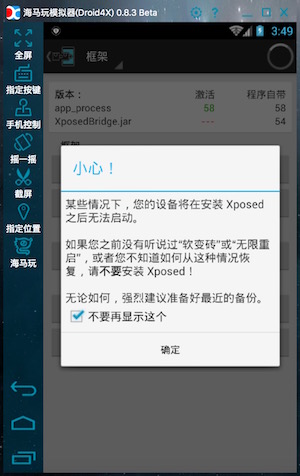 海马玩模拟器(Droid4X) 0.8.3 Beta
全屏
指定按键
手机控制
摇一摇
截屏
指定位置
海马玩
3:49
框架
版本： 激活 程序自带
app_process 58 58
XposedBridge.jar --- 54
框架
小心！
某些情况下，您的设备将在安装 Xposed
之后无法启动。
如果您之前没有听说过“软变砖”或“无限重
启”，或者您不知道如何从这种情况恢
复，请不要安装 Xposed！
无论如何，强烈建议准备好最近的备份。
不要再显示这个
确定